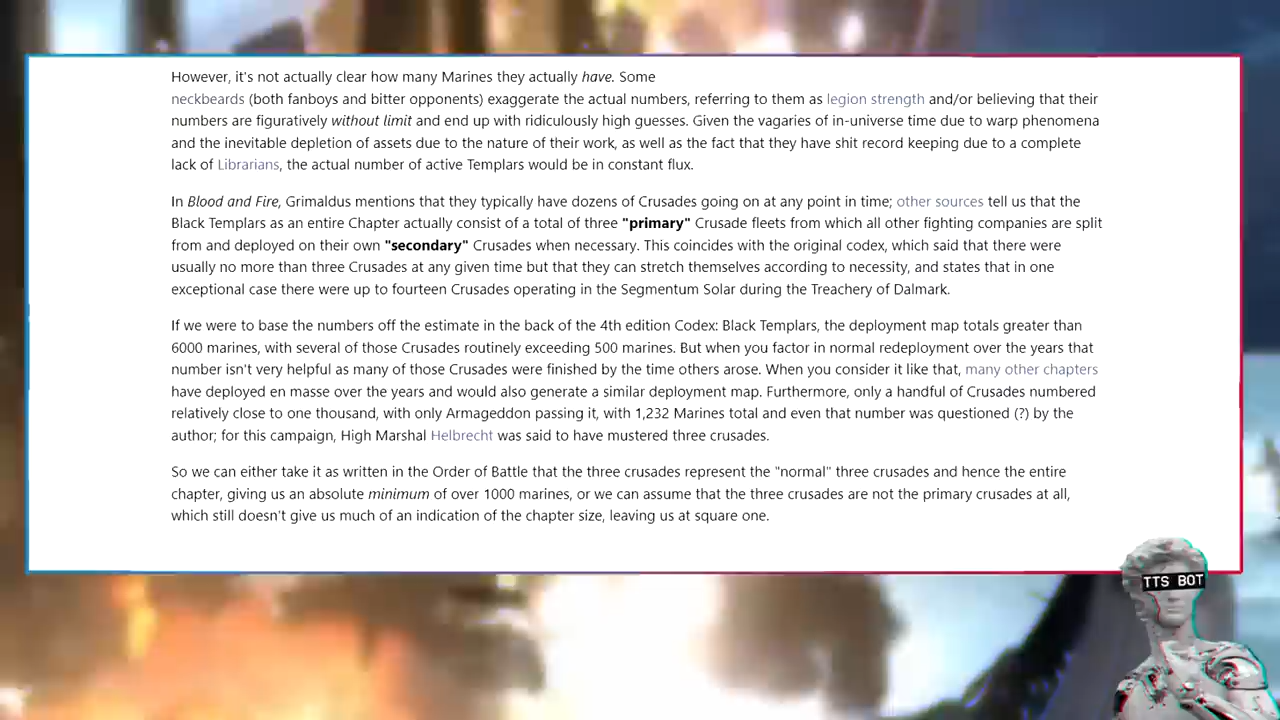 However, it's not actually clear how many Marines they actually have. Some
neckbeards (both fanboys and bitter opponents) exaggerate the actual numbers, referring to them as legion strength and/or believing that their
numbers are figuratively without limit and end up with ridiculously high guesses. Given the vagaries of in-universe time due to warp phenomena
and the inevitable depletion of assets due to the nature of their work, as well as the fact that they have shit record keeping due to a complete
lack of Librarians, the actual number of active Templars would be in constant flux.
In Blood and Fire, Grimaldus mentions that they typically have dozens of Crusades going on at any point in time; other sources tell us that the
Black Templars as an entire Chapter actually consist of a total of three "primary" Crusade fleets from which all other fighting companies are split
from and deployed on their own "secondary" Crusades when necessary. This coincides with the original codex, which said that there were
usually no more than three Crusades at any given time but that they can stretch themselves according to necessity, and states that in one
exceptional case there were up to fourteen Crusades operating in the Segmentum Solar during the Treachery of Dalmark.
If we were to base the numbers off the estimate in the back of the 4th edition Codex: Black Templars, the deployment map totals greater than
6000 marines, with several of those Crusades routinely exceeding 500 marines. But when you factor in normal redeployment over the years that
number isn't very helpful as many of those Crusades were finished by the time others arose. When you consider it like that, many other chapters
have deployed en masse over the years and would also generate a similar deployment map. Furthermore, only a handful of Crusades numbered
relatively close to one thousand, with only Armageddon passing it, with 1,232 Marines total and even that number was questioned (?) by the
author; for this campaign, High Marshal Helbrecht was said to have mustered three crusades.
So we can either take it as written in the Order of Battle that the three crusades represent the "normal" three crusades and hence the entire
chapter, giving us an absolute minimum of over 1000 marines, or we can assume that the three crusades are not the primary crusades at all,
which still doesn't give us much of an indication of the chapter size, leaving us at square one.
TTS BOT